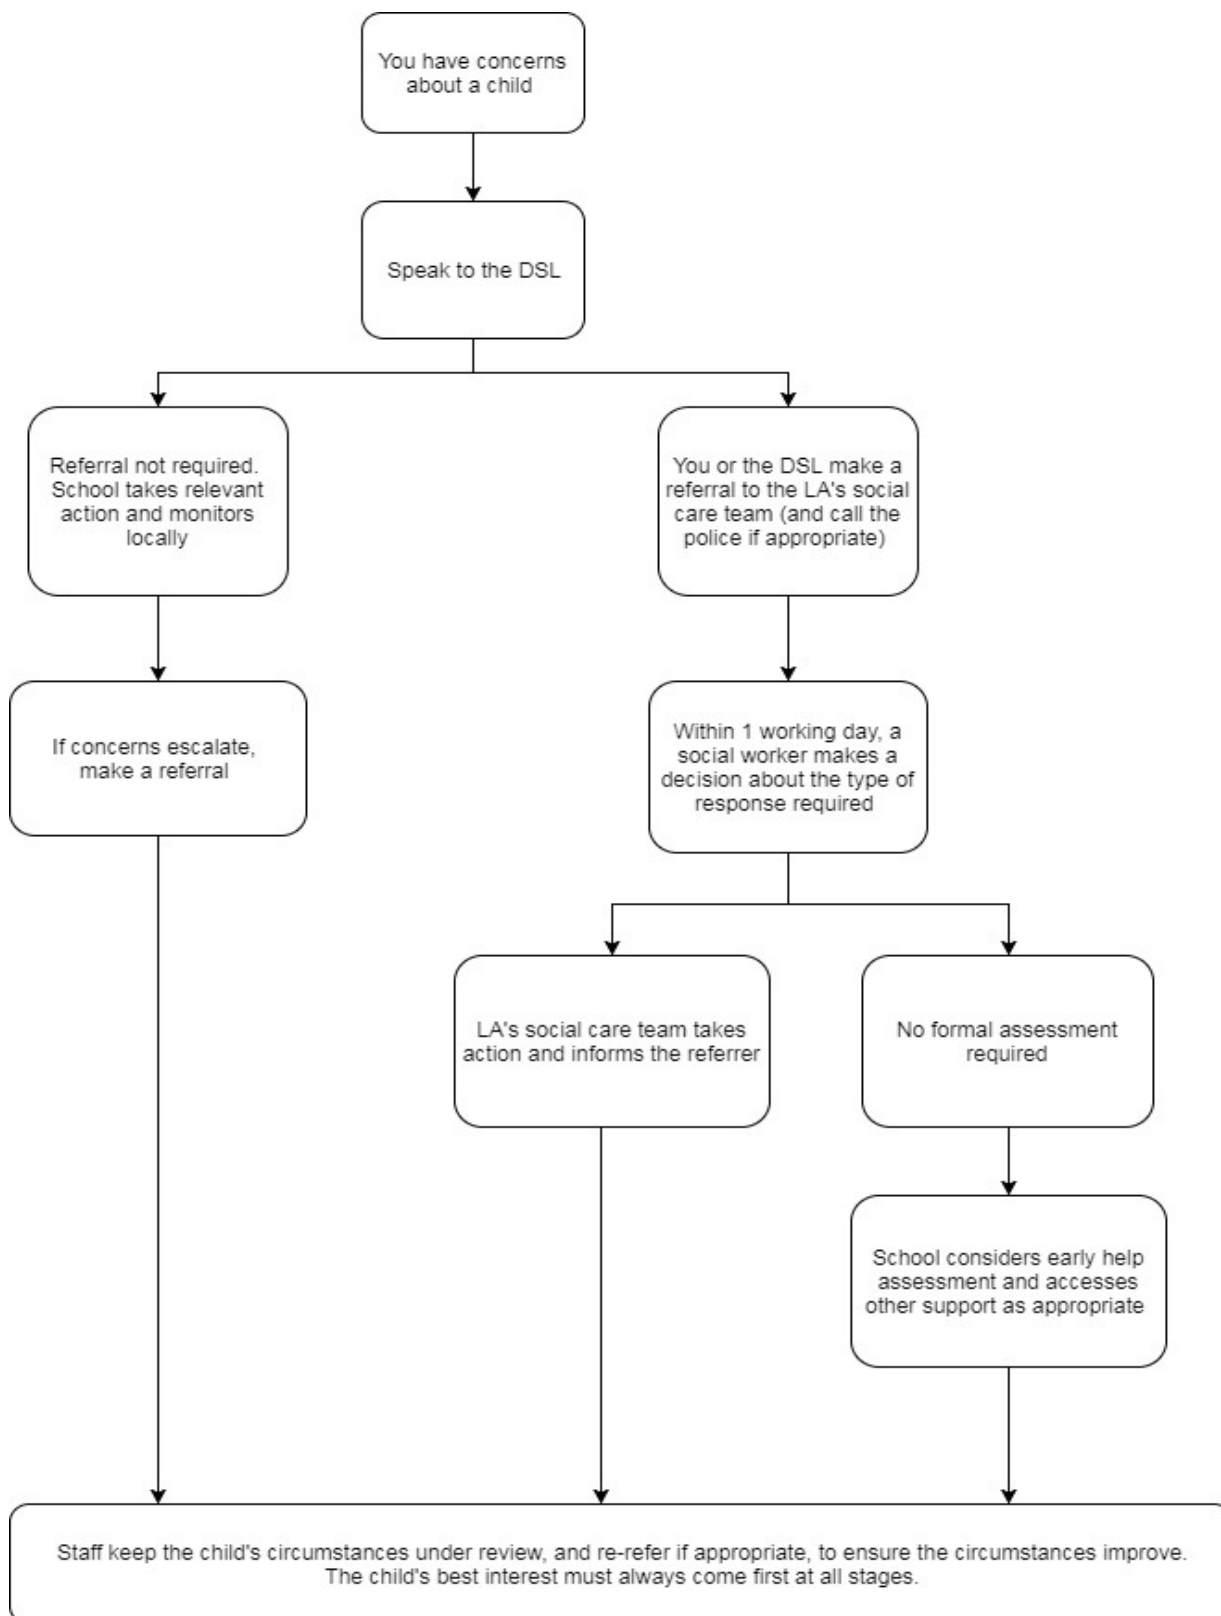 You have concerns
about a child
Speak to the DSL
Referral not required.
School takes relevant
action and monitors
locally
You or the DSL make a
referral to the LA's social
care team (and call the
police if appropriate)
If concerns escalate,
make a referral
Within 1 working day, a
social worker makes a
decision about the type of
response required
LA's social care team takes
action and informs the referrer
No formal assessment
required
School considers early help
assessment and accesses
other support as appropriate
Staff keep the child's circumstances under review, and re-refer if appropriate, to ensure the circumstances improve.
The child's best interest must always come first at all stages.